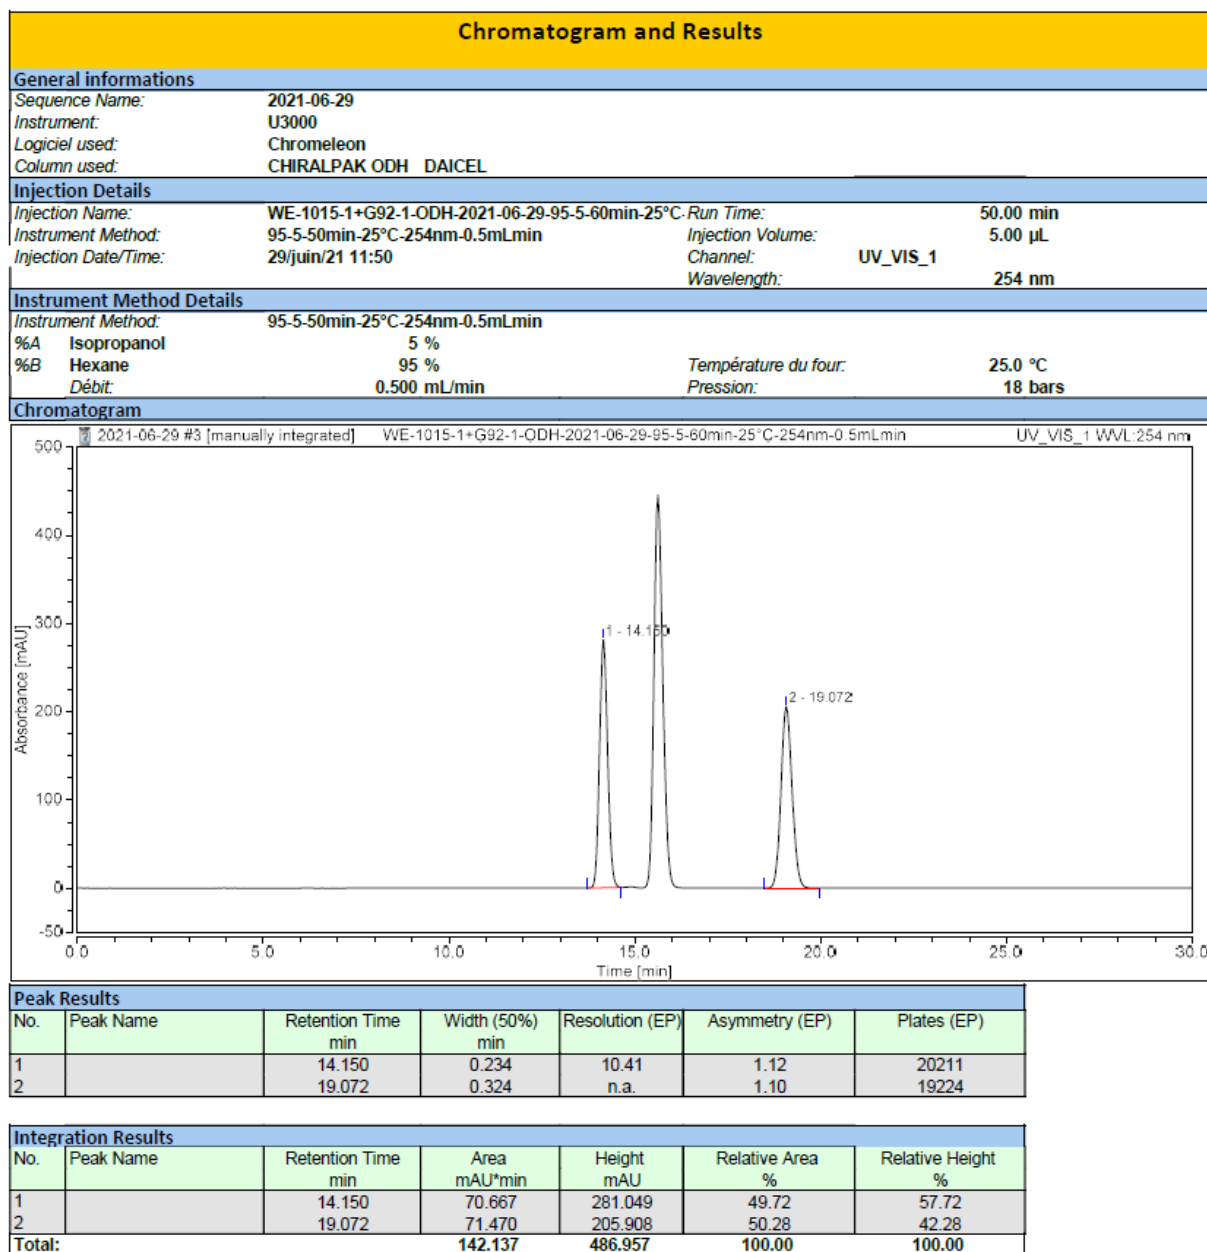 Chromatogram and Results
General informations
Sequence Name: 2021-06-29
Instrument: U3000
Logiciel used: Chromeleon
Column used: CHIRALPAK ODH DAICEL
Injection Details
Injection Name: WE-1015-1+G92-1-ODH-2021-06-29-95-5-60min-25°C- Run Time: 50.00 min
Instrument Method: 95-5-50min-25°C-254nm-0.5mLmin Injection Volume: 5.00 µL
Injection Date/Time: 29/juin/21 11:50 Channel: UV_VIS_1
Wavelength: 254 nm
Instrument Method Details
Instrument Method: 95-5-50min-25°C-254nm-0.5mLmin
%A Isopropanol 5 %
%B Hexane 95 % Température du four: 25.0 °C
Débit: 0.500 mL/min Pression: 18 bars
Chromatogram
2021-06-29 #3 [manually integrated] WE-1015-1+G92-1-ODH-2021-06-29-95-5-60min-25°C-254nm-0.5mLmin UV_VIS_1 WVL:254 nm
500
400
300
200
100
0
-50
Absorbance [mAU]
1 - 14.150
2 - 19.072
0.0 5.0 10.0 15.0 20.0 25.0 30.0
Time [min]
Peak Results
No. Peak Name Retention Time Width (50%) Resolution (EP) Asymmetry (EP) Plates (EP)
min min
1 14.150 0.234 10.41 1.12 20211
2 19.072 0.324 n.a. 1.10 19224
Integration Results
No. Peak Name Retention Time Area Height Relative Area Relative Height
min mAU*min mAU % %
1 14.150 70.667 281.049 49.72 57.72
2 19.072 71.470 205.908 50.28 42.28
Total: 142.137 486.957 100.00 100.00